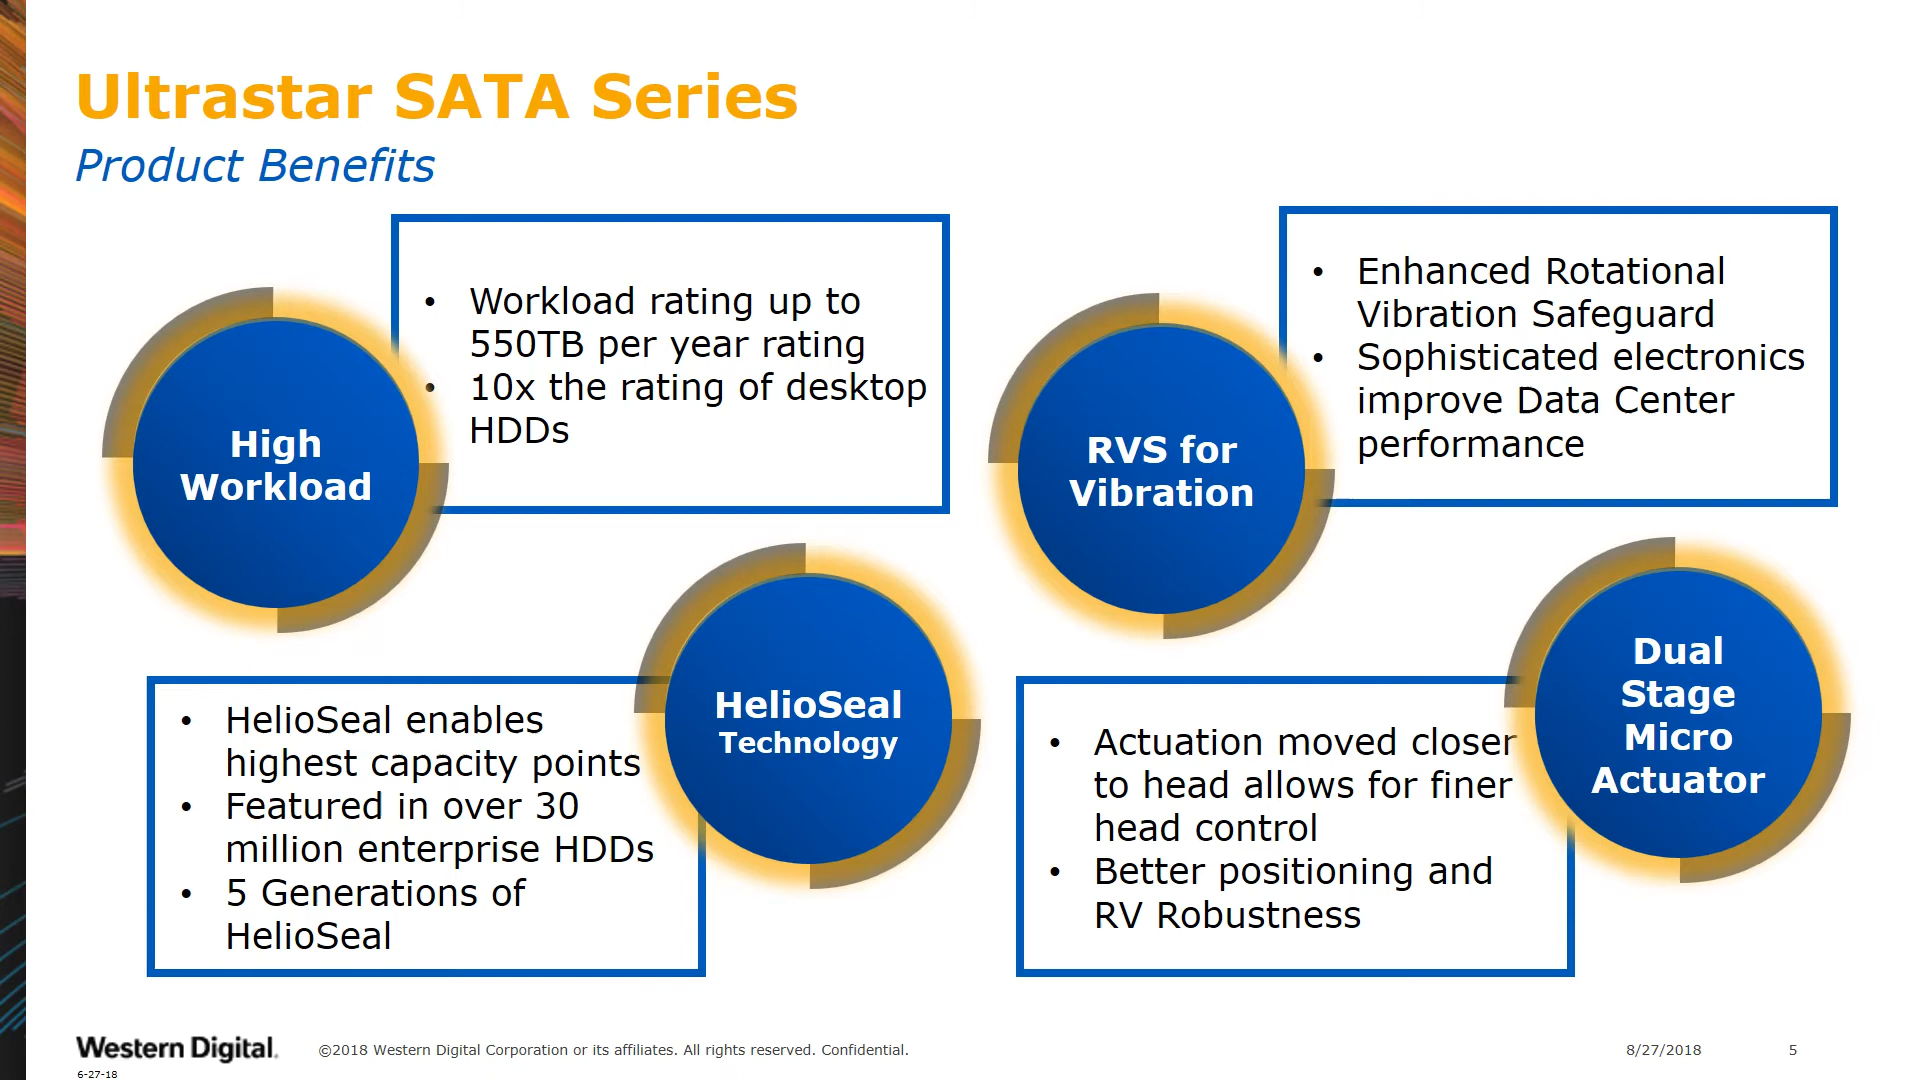 Ultrastar SATA Series
Product Benefits
High
Workload
• Workload rating up to
550TB per year rating
• 10x the rating of desktop
HDDs
RVS for
Vibration
• Enhanced Rotational
Vibration Safeguard
• Sophisticated electronics
improve Data Center
performance
• HelioSeal enables
highest capacity points
• Featured in over 30
million enterprise HDDs
• 5 Generations of
HelioSeal
HelioSeal
Technology
• Actuation moved closer
to head allows for finer
head control
• Better positioning and
RV Robustness
Dual
Stage
Micro
Actuator
Western Digital.
©2018 Western Digital Corporation or its affiliates. All rights reserved. Confidential.
8/27/2018
5
6-27-18